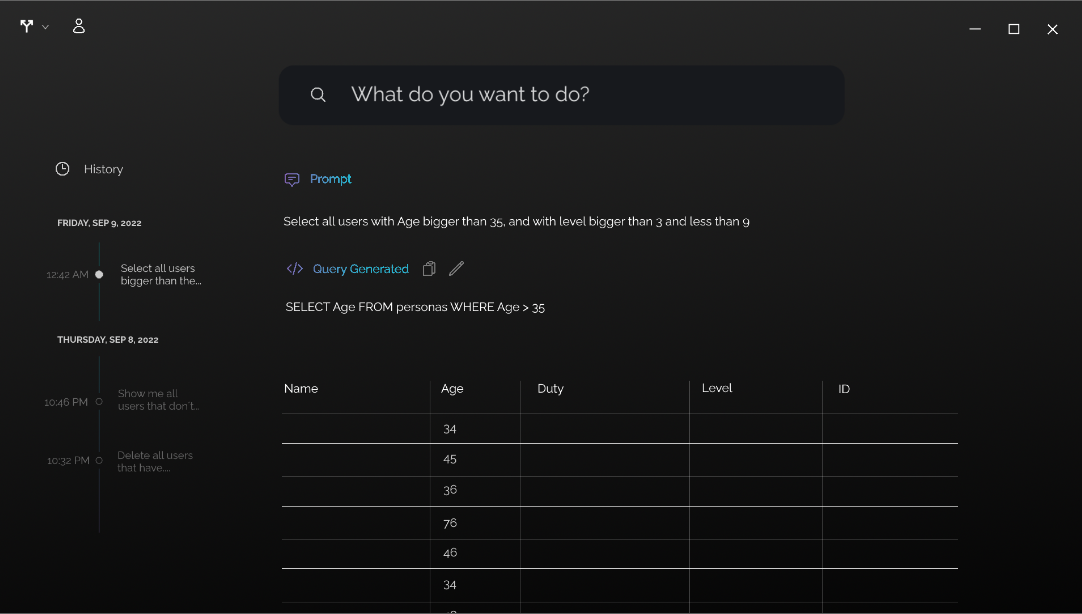 What do you want to do?
History
FRIDAY, SEP 9, 2022
12:42 AM
Select all users
bigger than the...
THURSDAY, SEP 8, 2022
10:46 PM
Show me all
users that don't...
10:32 PM
Delete all users
that have....
Prompt
Select all users with Age bigger than 35, and with level bigger than 3 and less than 9
Query Generated
SELECT Age FROM personas WHERE Age > 35
Name Age Duty Level ID
34
45
36
76
46
34